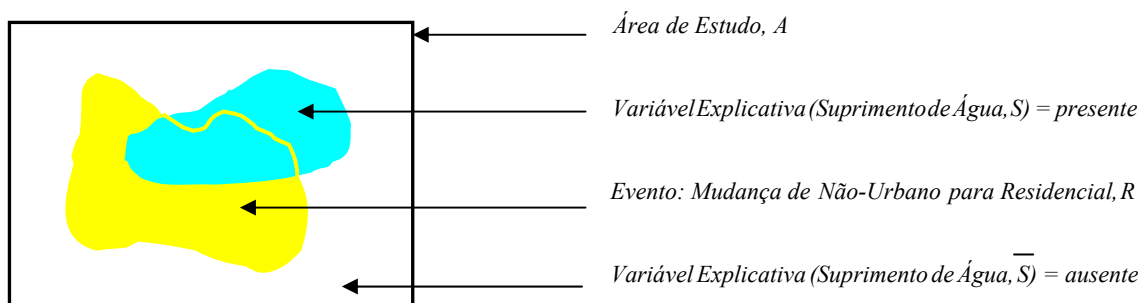 Área de Estudo, A
Variável Explicativa (Suprimento de Água, S) = presente
Evento: Mudança de Não-Urbano para Residencial, R
Variável Explicativa (Suprimento de Água, S̅) = ausente